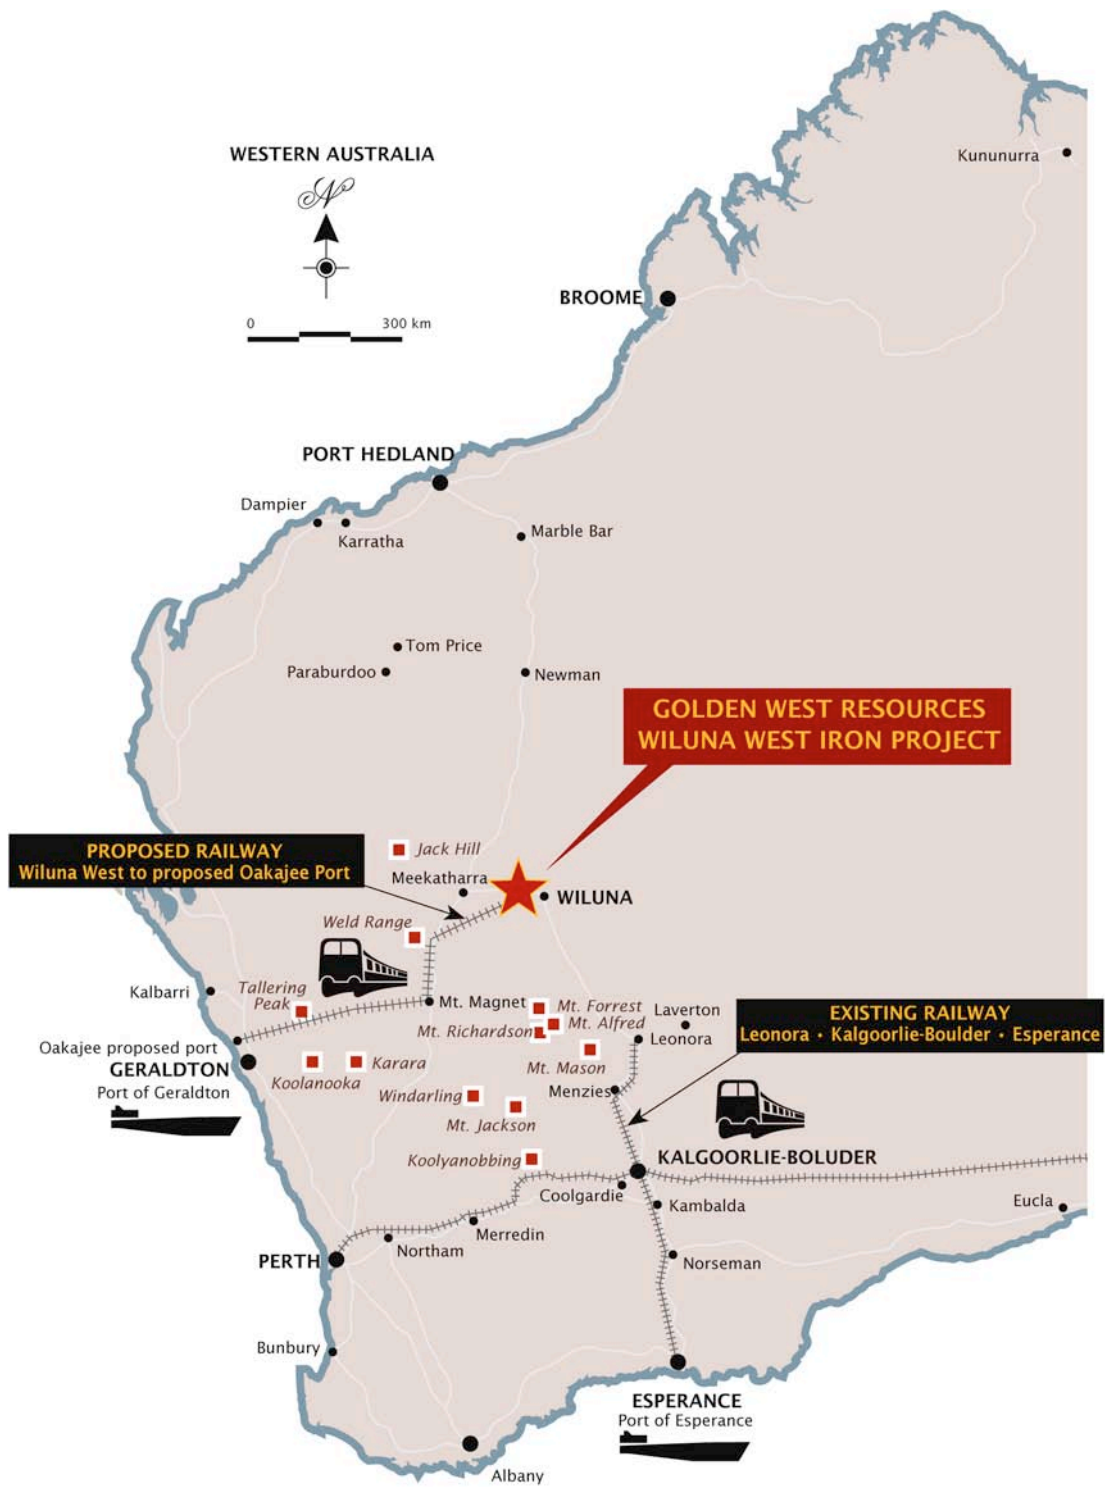 WESTERN AUSTRALIA
N
0 300 km
Kununurra
BROOME
PORT HEDLAND
Dampier
Karratha
Marble Bar
Tom Price
Paraburdoo
Newman
GOLDEN WEST RESOURCES
WILUNA WEST IRON PROJECT
PROPOSED RAILWAY
Wiluna West to proposed Oakajee Port
Jack Hill
Meekatharra
WILUNA
Weld Range
Kalbarri
Tallering
Peak
Mt. Magnet
Mt. Forrest
Mt. Alfred
Mt. Richardson
Laverton
Leonora
EXISTING RAILWAY
Leonora · Kalgoorlie-Boulder · Esperance
Oakajee proposed port
GERALDTON
Port of Geraldton
Koolanooka
Karara
Mt. Mason
Windarling
Menzies
Mt. Jackson
Koolyanobbing
KALGOORLIE-BOLUDER
Coolgardie
Kambalda
Eucla
Merredin
Northam
PERTH
Norseman
Bunbury
ESPERANCE
Port of Esperance
Albany